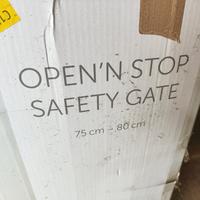 OPEN'N STOP
SAFETY GATE
75 cm – 80 cm